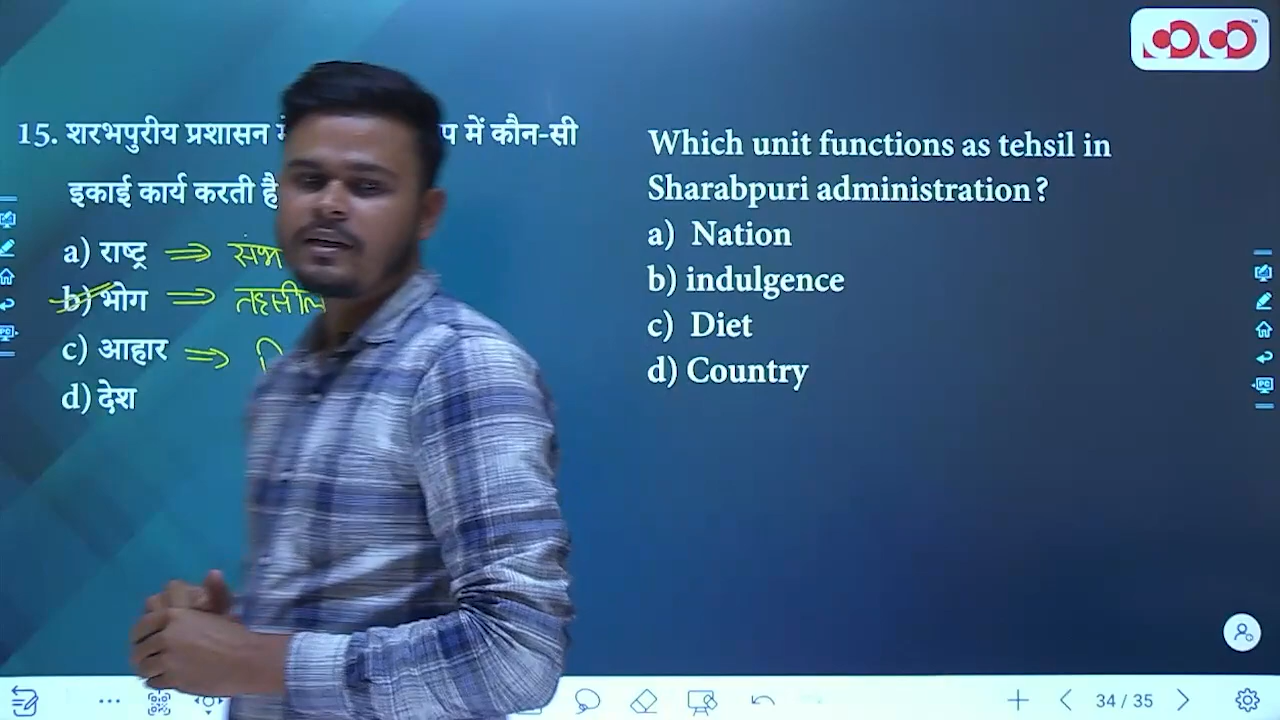 15. शरभपुरीय प्रशासन में कौन-सी
इकाई कार्य करती है
a) राष्ट्र ⇒
b) भोग ⇒ तहसील
c) आहार ⇒
d) देश
Which unit functions as tehsil in
Sharabpuri administration?
a) Nation
b) indulgence
c) Diet
d) Country
34 / 35